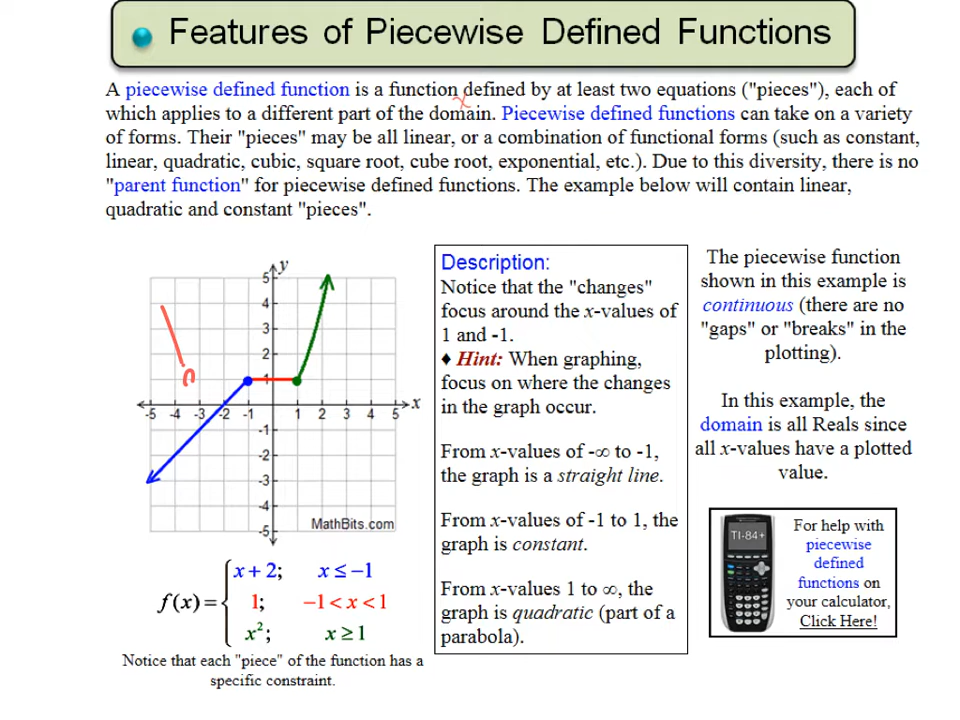 Features of Piecewise Defined Functions
A piecewise defined function is a function defined by at least two equations ("pieces"), each of
x
which applies to a different part of the domain. Piecewise defined functions can take on a variety
of forms. Their "pieces" may be all linear, or a combination of functional forms (such as constant,
linear, quadratic, cubic, square root, cube root, exponential, etc.). Due to this diversity, there is no
"parent function" for piecewise defined functions. The example below will contain linear,
quadratic and constant "pieces".
y
5
4
3
2
1
-5 -4 -3 -2 -1 1 2 3 4 5 x
-1
-2
-3
-4
-5
MathBits.com
f(x) = { x + 2; x ≤ −1
1; −1 < x < 1
x²; x ≥ 1
Notice that each "piece" of the function has a
specific constraint.
Description:
Notice that the "changes"
focus around the x-values of
1 and -1.
♦ Hint: When graphing,
focus on where the changes
in the graph occur.
From x-values of -∞ to -1,
the graph is a straight line.
From x-values of -1 to 1, the
graph is constant.
From x-values 1 to ∞, the
graph is quadratic (part of a
parabola).
The piecewise function
shown in this example is
continuous (there are no
"gaps" or "breaks" in the
plotting).
In this example, the
domain is all Reals since
all x-values have a plotted
value.
TI-84+
For help with
piecewise
defined
functions on
your calculator,
Click Here!